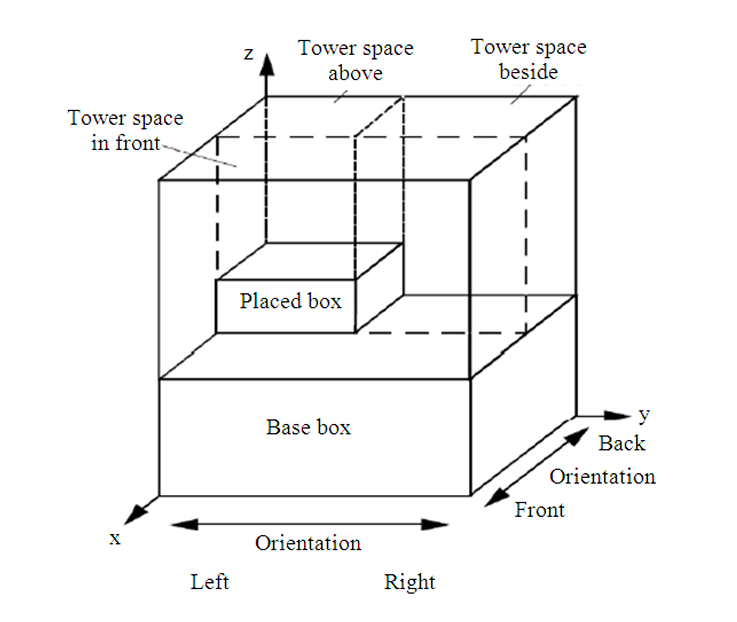 z
Tower space
above
Tower space
beside
Tower space
in front
Placed box
Base box
y
Back
Orientation
Front
x
Orientation
Left
Right